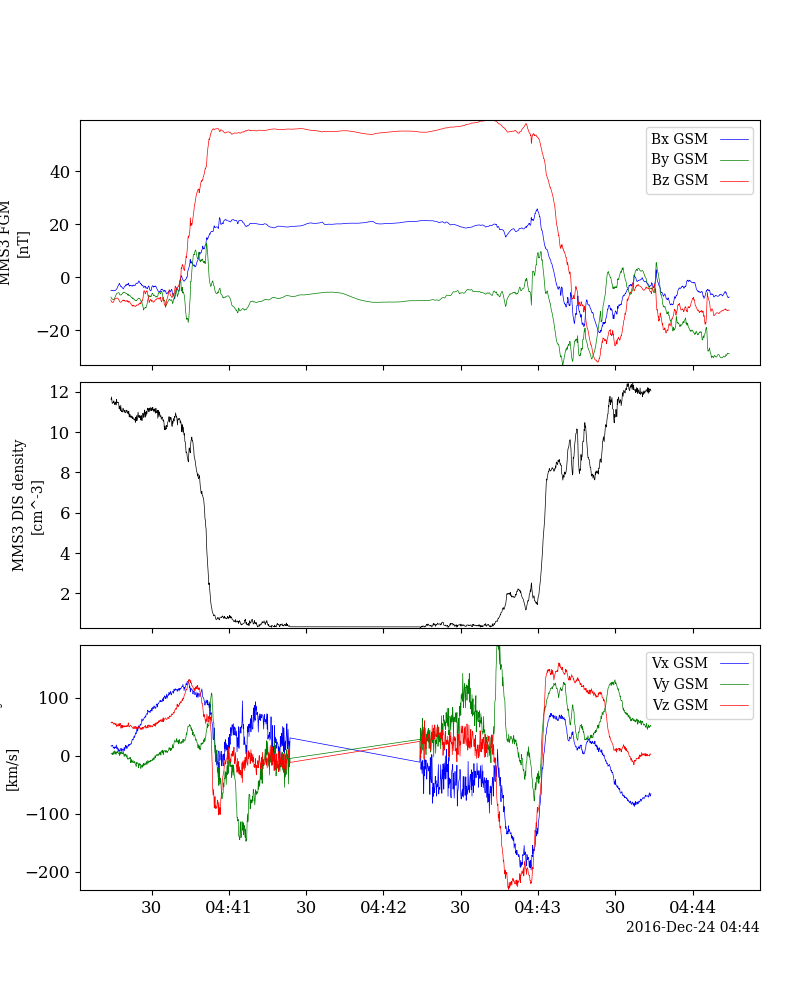 MMS3 FGM
[nT]
40
20
0
−20
Bx GSM
By GSM
Bz GSM
MMS3 DIS density
[cm^-3]
12
10
8
6
4
2
[km/s]
100
0
−100
−200
Vx GSM
Vy GSM
Vz GSM
30
04:41
30
04:42
30
04:43
30
04:44
2016-Dec-24 04:44